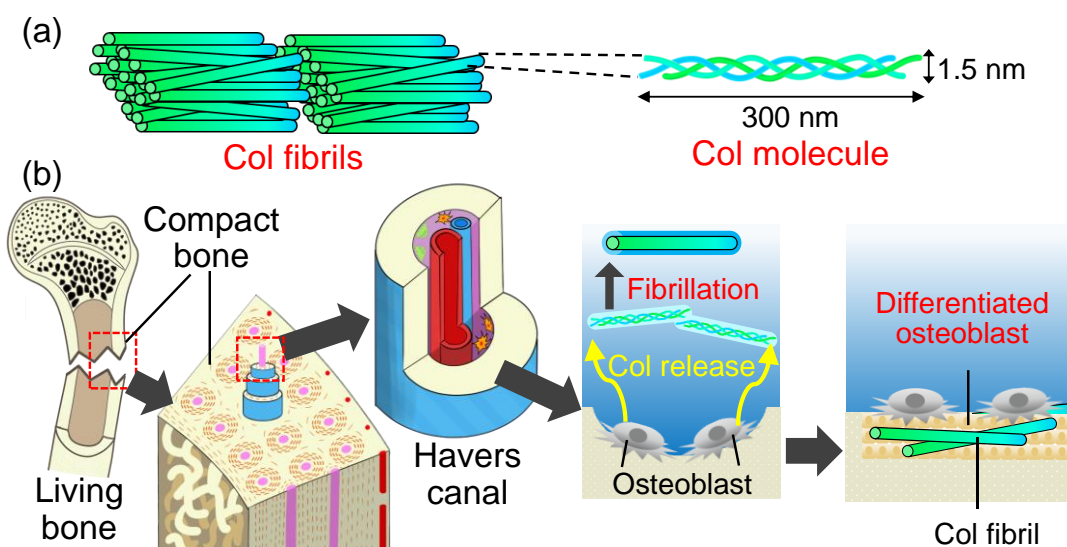 (a)
1.5 nm
300 nm
Col fibrils
Col molecule
(b)
Compact
bone
Living
bone
Havers
canal
Fibrillation
Col release
Osteoblast
Differentiated
osteoblast
Col fibril